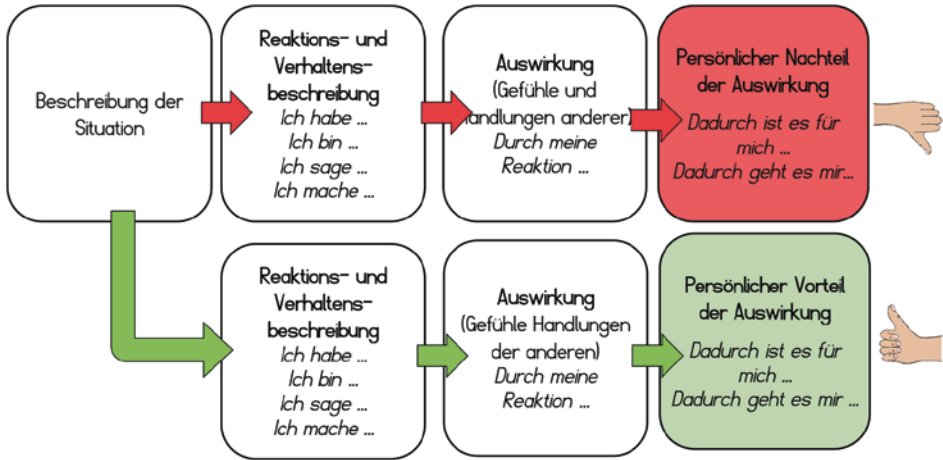 Beschreibung der
Situation
Reaktions- und
Verhaltens-
beschreibung
Ich habe ...
Ich bin ...
Ich sage ...
Ich mache ...
Auswirkung
(Gefühle und
Handlungen anderer)
Durch meine
Reaktion ...
Persönlicher Nachteil
der Auswirkung
Dadurch ist es für
mich ...
Dadurch geht es mir...
Reaktions- und
Verhaltens-
beschreibung
Ich habe ...
Ich bin ...
Ich sage ...
Ich mache ...
Auswirkung
(Gefühle Handlungen
der anderen)
Durch meine
Reaktion ...
Persönlicher Vorteil
der Auswirkung
Dadurch ist es für
mich ...
Dadurch geht es mir ...